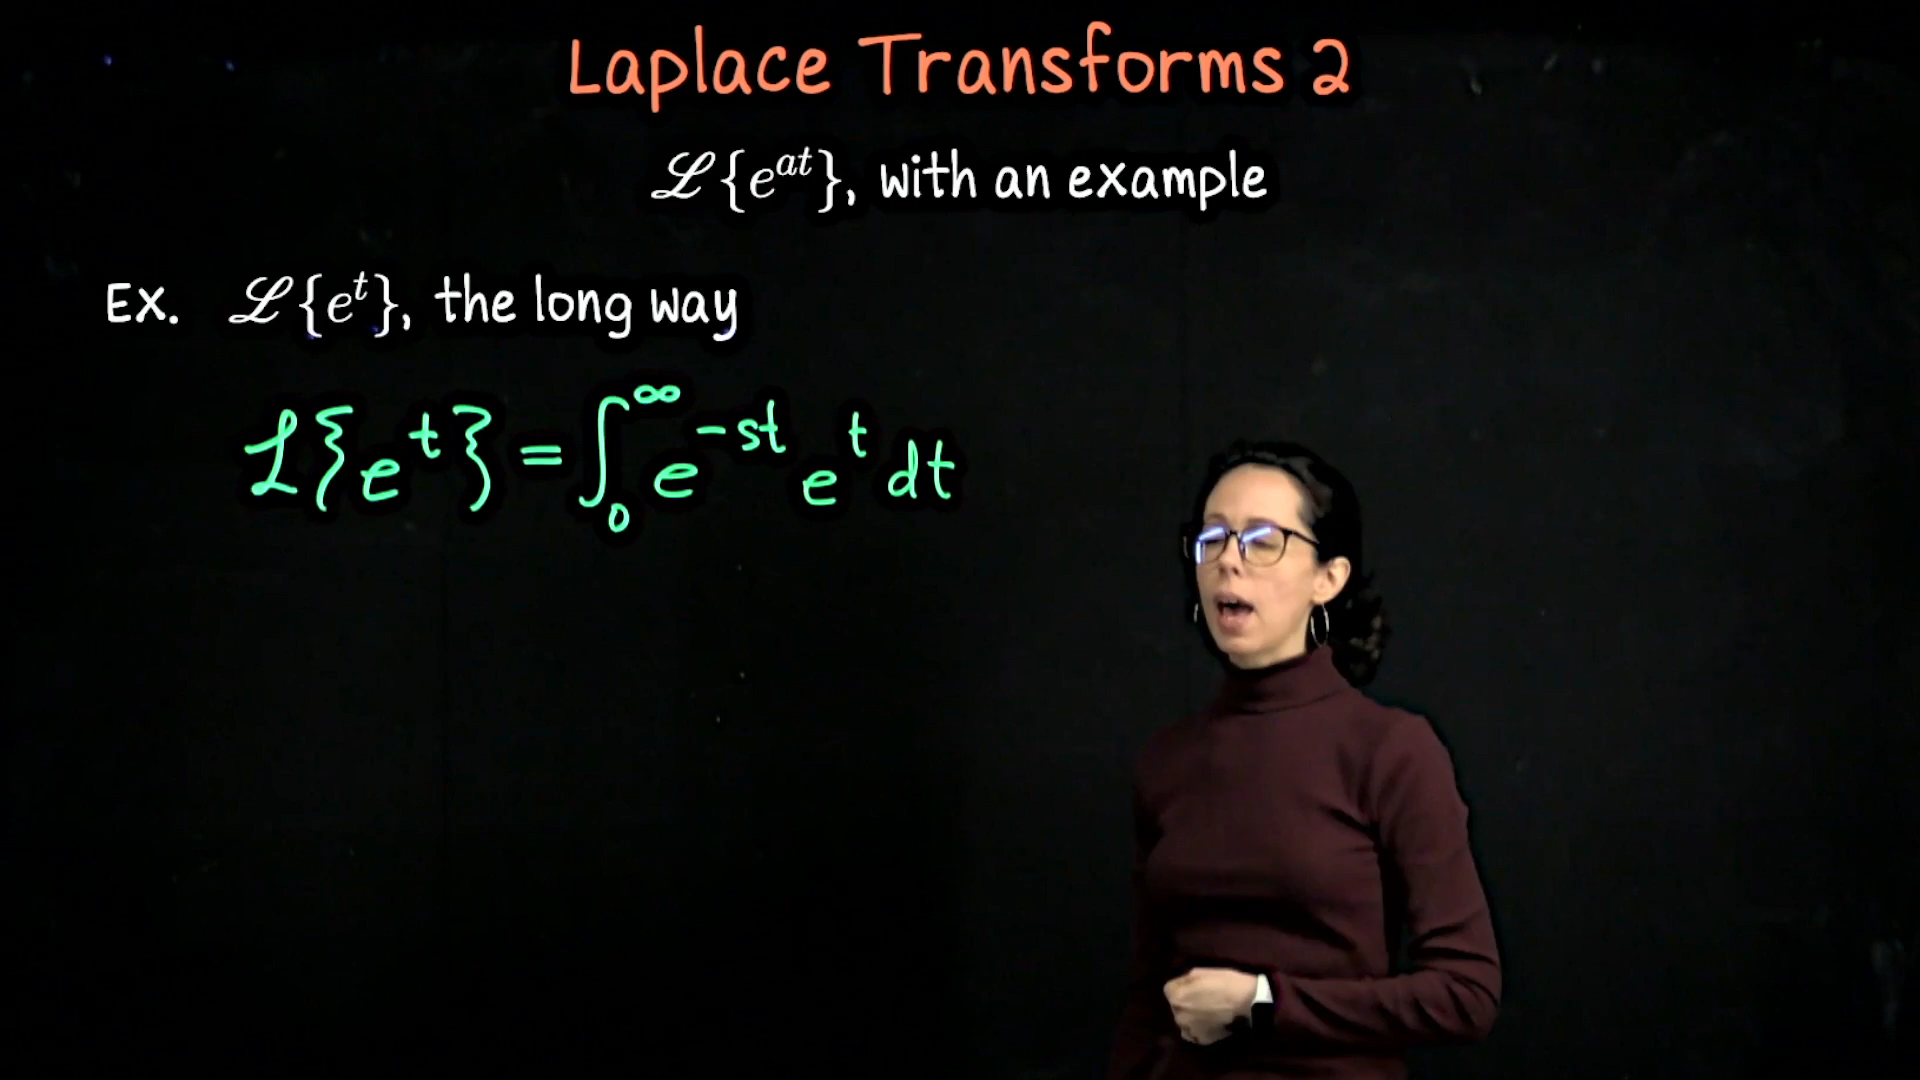 Laplace Transforms 2
ℒ{e^{at}}, with an example
Ex. ℒ{e^t}, the long way
ℒ{e^t} = ∫_0^∞ e^{-st} e^t dt